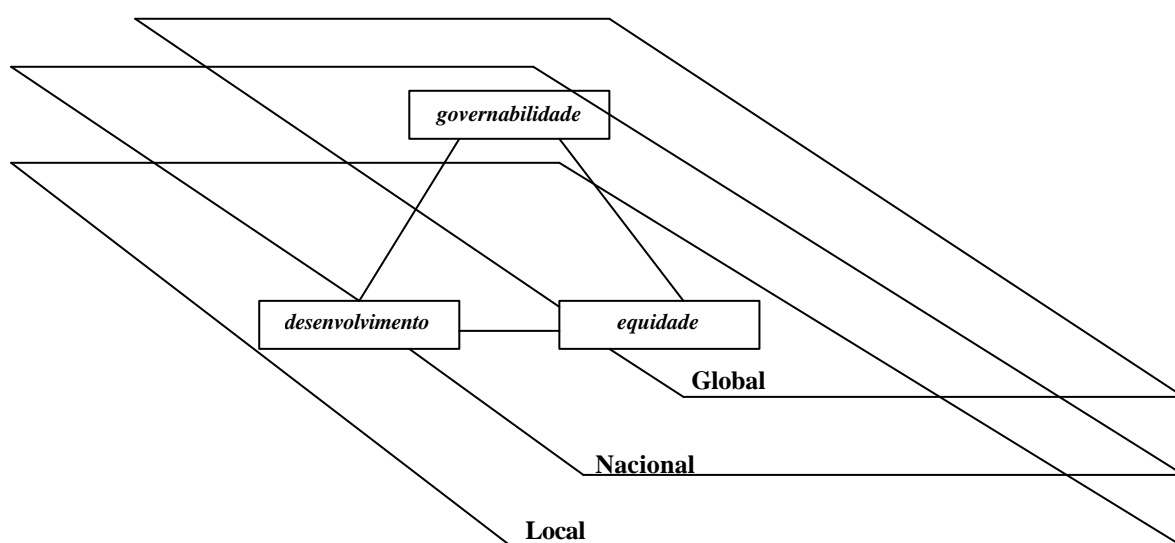 governabilidade
desenvolvimento
equidade
Global
Nacional
Local